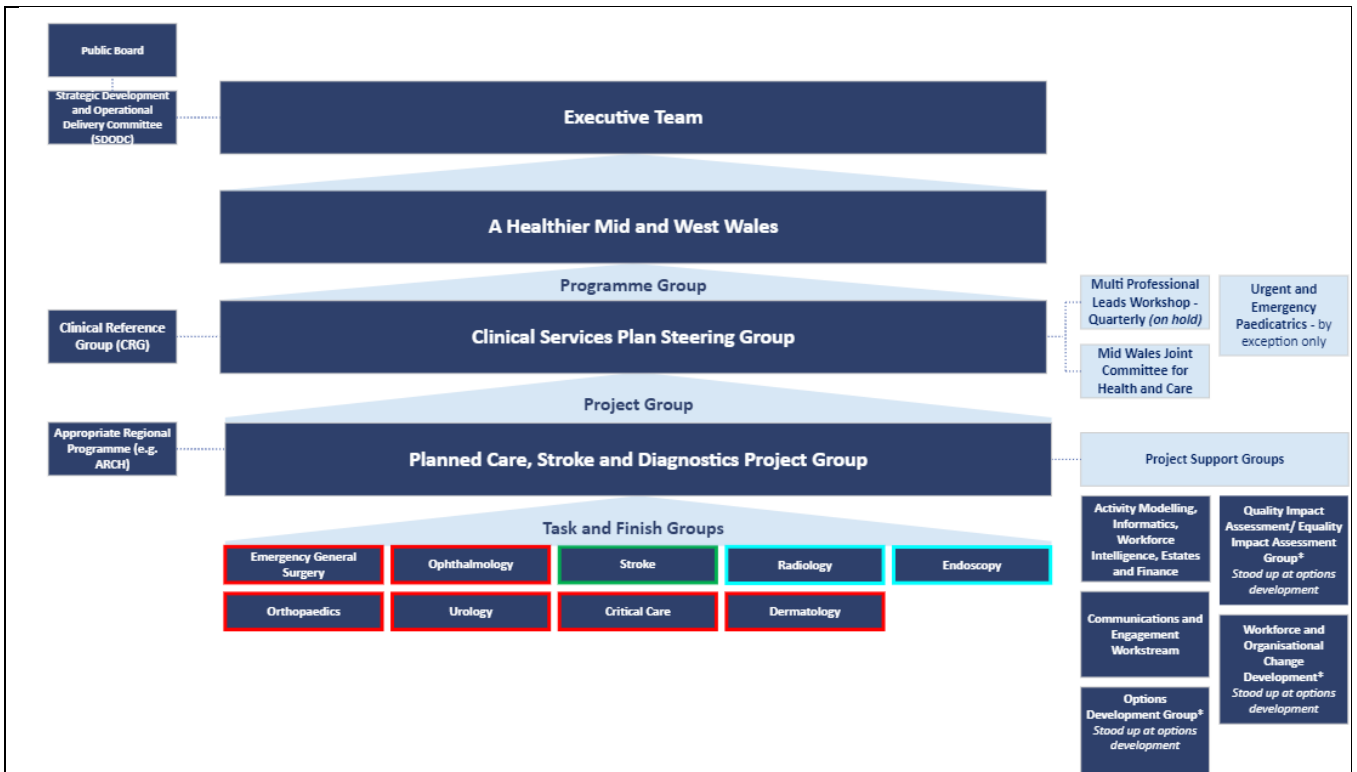 Public Board
Strategic Development
and Operational
Delivery Committee
(SDODC)
Executive Team
A Healthier Mid and West Wales
Programme Group
Clinical Reference
Group (CRG)
Clinical Services Plan Steering Group
Multi Professional
Leads Workshop -
Quarterly (on hold)
Urgent and
Emergency
Paedicatrics - by
exception only
Mid Wales Joint
Committee for
Health and Care
Project Group
Appropriate Regional
Programme (e.g.
ARCH)
Planned Care, Stroke and Diagnostics Project Group
Project Support Groups
Task and Finish Groups
Emergency General
Surgery
Ophthalmology
Stroke
Radiology
Endoscopy
Orthopaedics
Urology
Critical Care
Dermatology
Activity Modelling,
Informatics,
Workforce
Intelligence, Estates
and Finance
Quality Impact
Assessment/ Equality
Impact Assessment
Group*
Stood up at options
development
Communications and
Engagement
Workstream
Workforce and
Organisational
Change
Development*
Stood up at options
development
Options
Development Group*
Stood up at options
development